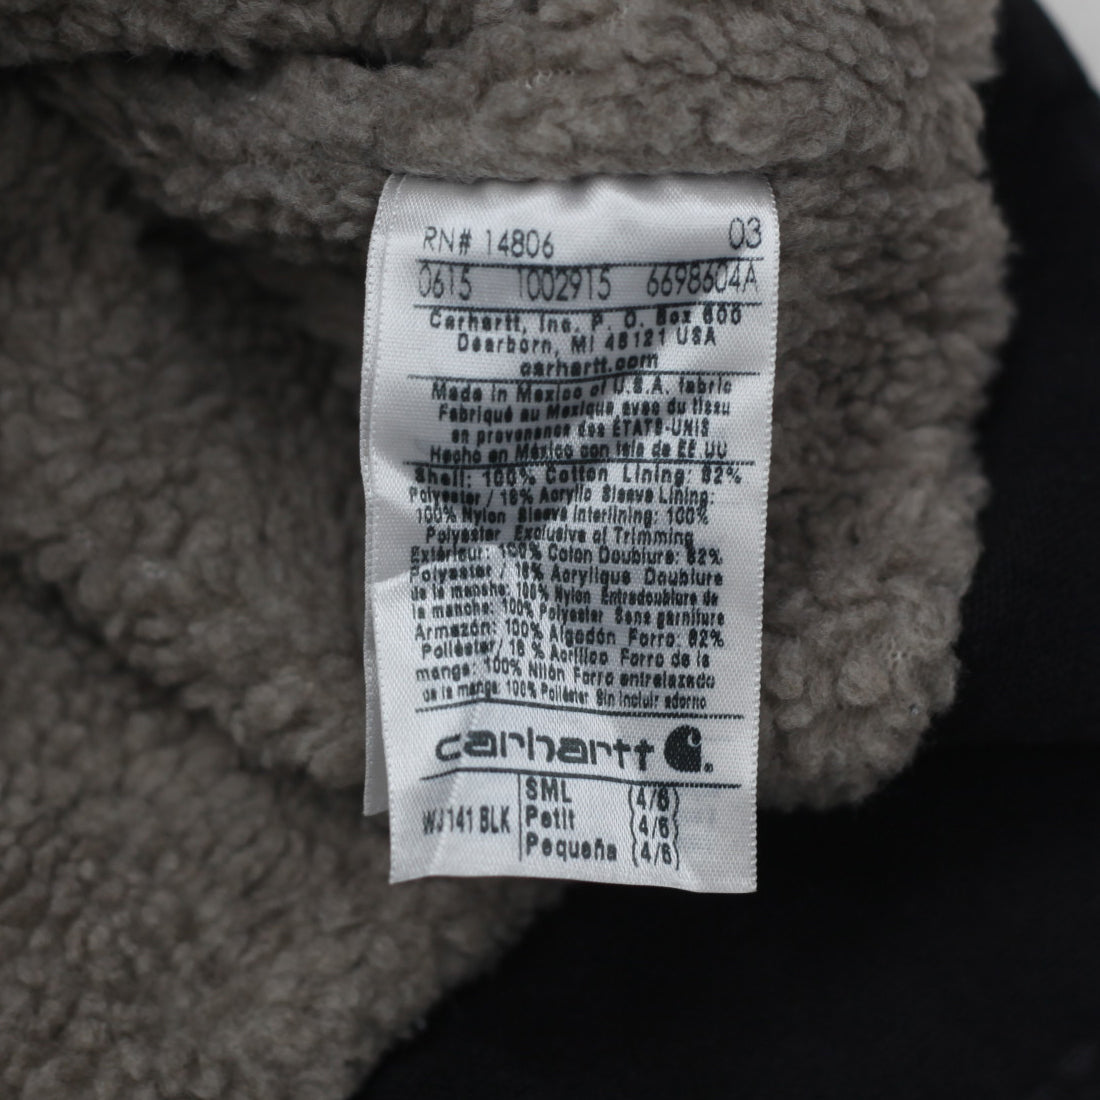 RN# 14806 03
0615 1002915 6698604A
Carhartt, Inc. P. O. Box 600
Dearborn, MI 48121 USA
carhartt.com
Made in Mexico of U.S.A. fabric
Fabriqué au Mexique avec du tissu
en provenance des ÉTATS-UNIS
Hecho en México con tela de EE.UU
Shell: 100% Cotton Lining: 82%
Polyester / 18% Acrylic Sleeve Lining:
100% Nylon Sleeve Interlining: 100%
Polyester Exclusive of Trimming
Extérieur: 100% Coton Doublure: 82%
Polyester / 18% Acrylique Doublure
de la manche: 100% Nylon Entredoublure de
la manche: 100% Polyester Sans garniture
Armazón: 100% Algodón Forro: 82%
Poliéster / 18 % Acrílico Forro de la
manga: 100% Nilón Forro entrelazado
de la manga: 100% Poliéster Sin incluir adorno
carhartt
WJ141 BLK
SML (4/6)
Petit (4/6)
Pequeña (4/6)